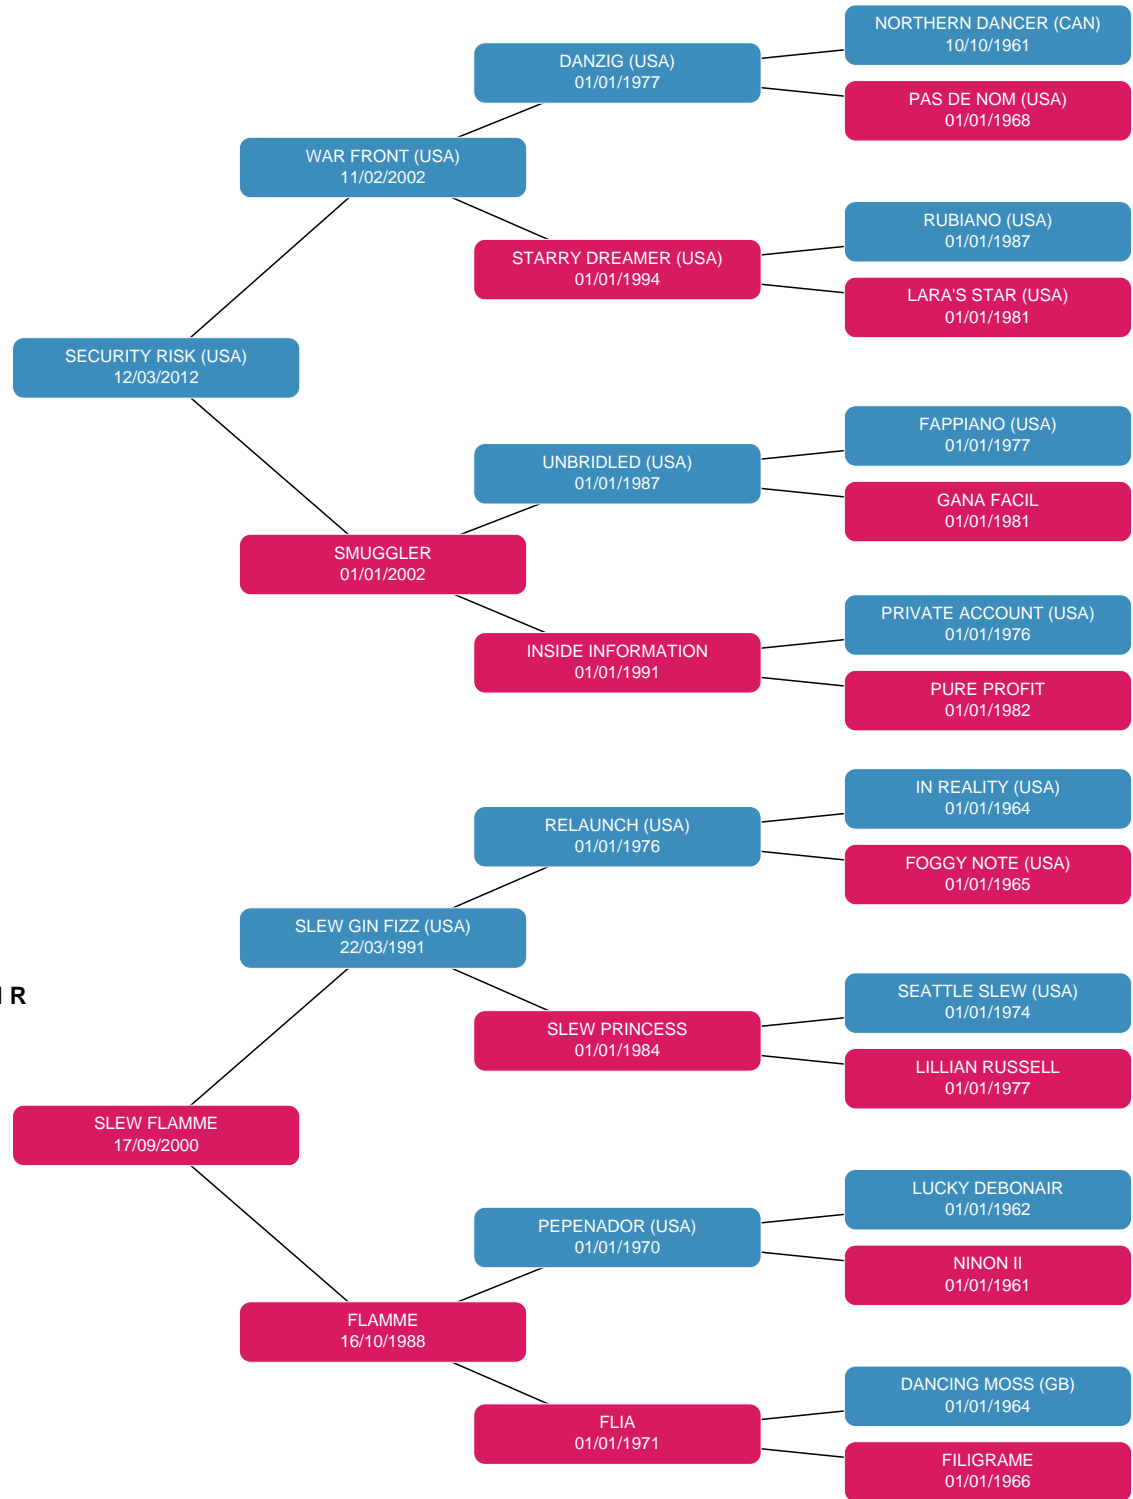 NORTHERN DANCER (CAN)
10/10/1961
DANZIG (USA)
01/01/1977
PAS DE NOM (USA)
01/01/1968
WAR FRONT (USA)
11/02/2002
RUBIANO (USA)
01/01/1987
STARRY DREAMER (USA)
01/01/1994
LARA'S STAR (USA)
01/01/1981
SECURITY RISK (USA)
12/03/2012
FAPPIANO (USA)
01/01/1977
UNBRIDLED (USA)
01/01/1987
GANA FACIL
01/01/1981
SMUGGLER
01/01/2002
PRIVATE ACCOUNT (USA)
01/01/1976
INSIDE INFORMATION
01/01/1991
PURE PROFIT
01/01/1982
IN REALITY (USA)
01/01/1964
RELAUNCH (USA)
01/01/1976
FOGGY NOTE (USA)
01/01/1965
SLEW GIN FIZZ (USA)
22/03/1991
SEATTLE SLEW (USA)
01/01/1974
SLEW PRINCESS
01/01/1984
LILLIAN RUSSELL
01/01/1977
R
SLEW FLAMME
17/09/2000
LUCKY DEBONAIR
01/01/1962
PEPENADOR (USA)
01/01/1970
NINON II
01/01/1961
FLAMME
16/10/1988
DANCING MOSS (GB)
01/01/1964
FLIA
01/01/1971
FILIGRAME
01/01/1966